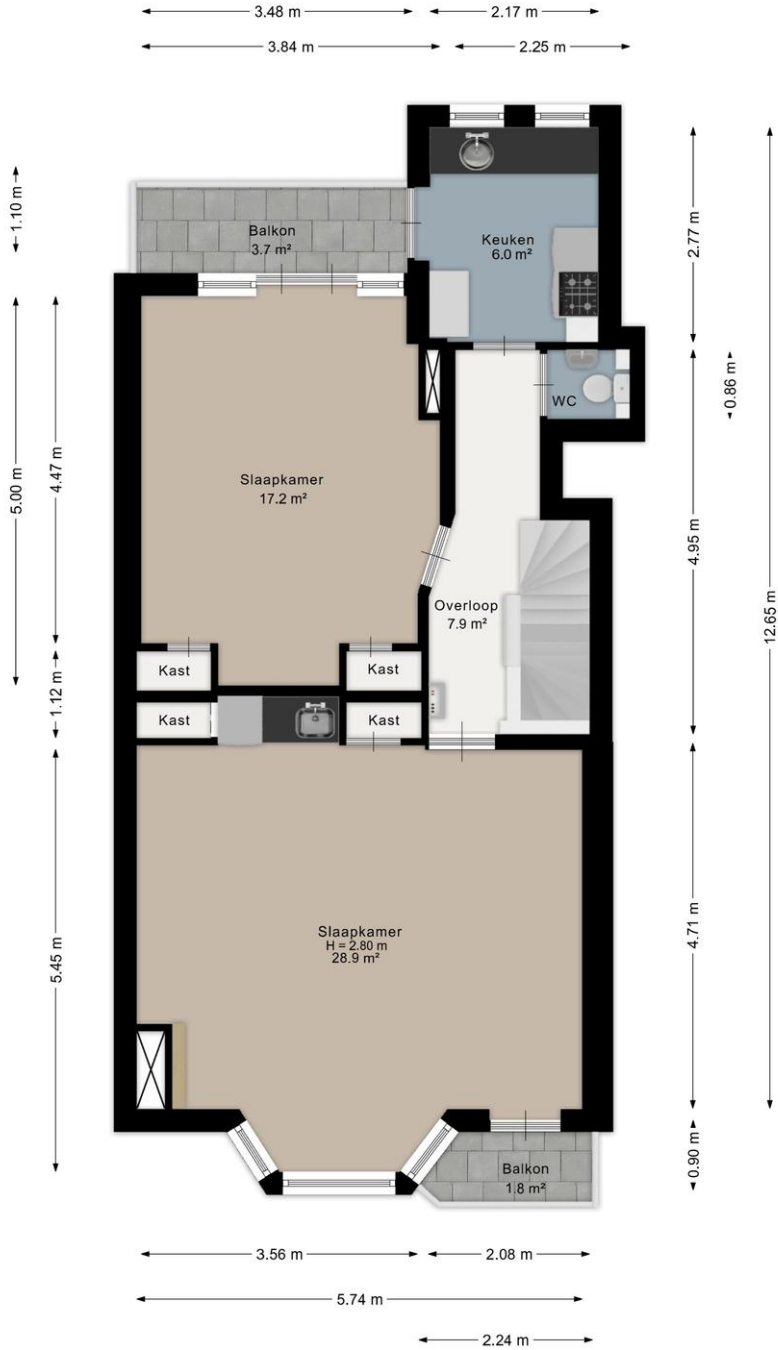 3.48 m
2.17 m
3.84 m
2.25 m
1.10 m
Balkon
3.7 m²
Keuken
6.0 m²
2.77 m
WC
0.86 m
5.00 m
4.47 m
Slaapkamer
17.2 m²
4.95 m
12.65 m
Overloop
7.9 m²
1.12 m
Kast
Kast
Kast
Kast
5.45 m
Slaapkamer
H = 2.80 m
28.9 m²
4.71 m
0.90 m
Balkon
1.8 m²
3.56 m
2.08 m
5.74 m
2.24 m